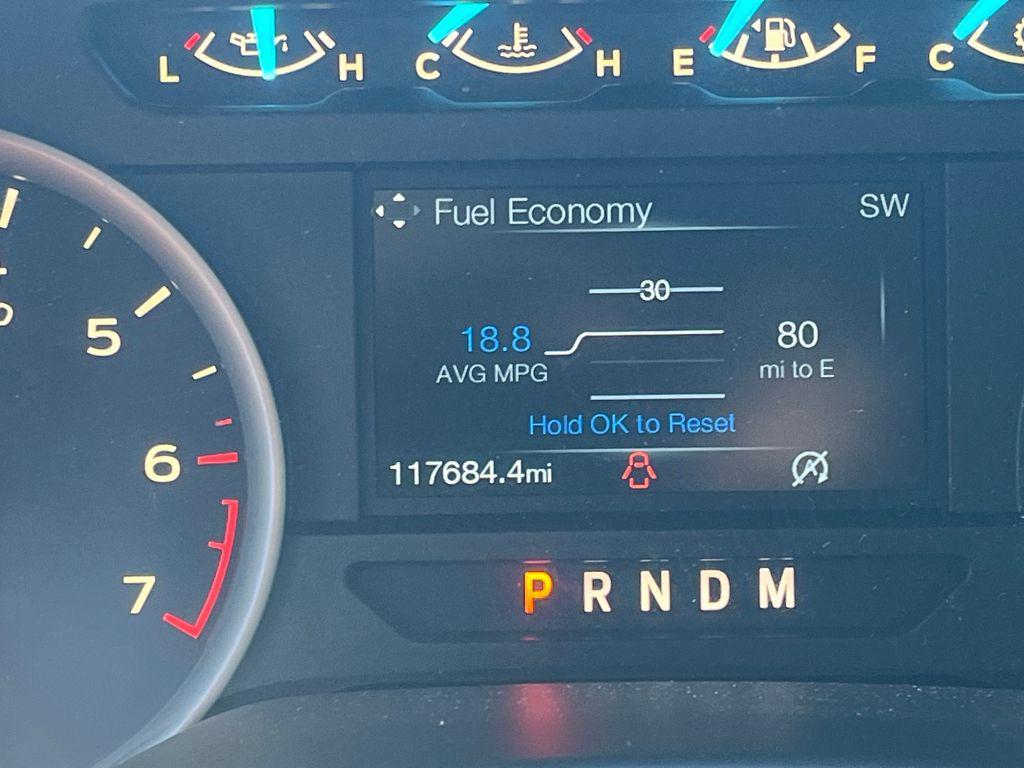 L H C H E F C
Fuel Economy SW
30
18.8 80
AVG MPG mi to E
Hold OK to Reset
117684.4mi A
5
6
7
P R N D M